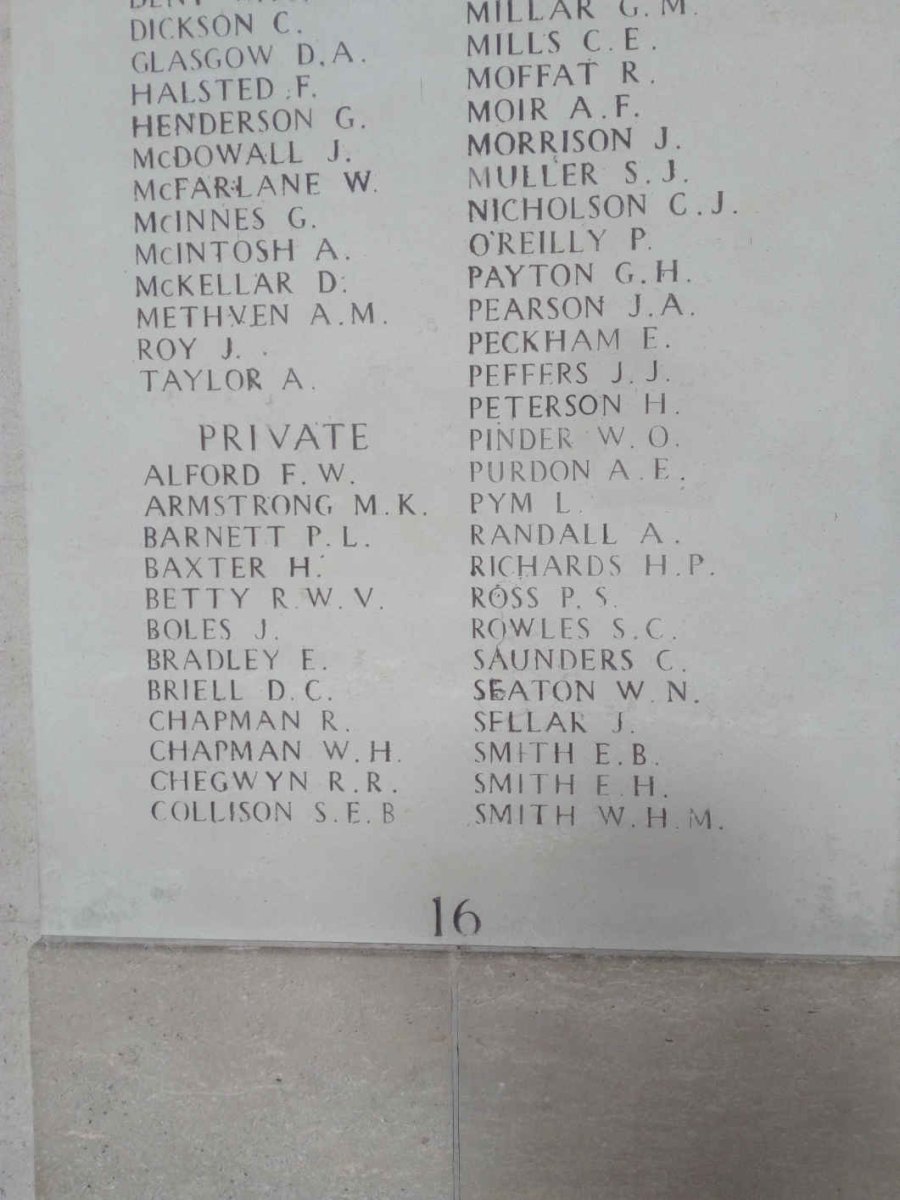 DICKSON C.
GLASGOW D.A.
HALSTED F.
HENDERSON G.
McDOWALL J.
McFARLANE W.
McINNES G.
McINTOSH A.
McKELLAR D.
METHVEN A.M.
ROY J.
TAYLOR A.
PRIVATE
ALFORD F.W.
ARMSTRONG M.K.
BARNETT P.L.
BAXTER H.
BETTY R.W.V.
BOLES J.
BRADLEY E.
BRIELL D.C.
CHAPMAN R.
CHAPMAN W.H.
CHEGWYN R.R.
COLLISON S.E.B
MILLAR G.M.
MILLS C.E.
MOFFAT R.
MOIR A.F.
MORRISON J.
MULLER S.J.
NICHOLSON C.J.
O'REILLY P.
PAYTON G.H.
PEARSON J.A.
PECKHAM E.
PEFFERS J.J.
PETERSON H.
PINDER W.O.
PURDON A.E.
PYM L.
RANDALL A.
RICHARDS H.P.
ROSS P.S.
ROWLES S.C.
SAUNDERS C.
SEATON W.N.
SELLAR J.
SMITH E.B.
SMITH E.H.
SMITH W.H.M.
16